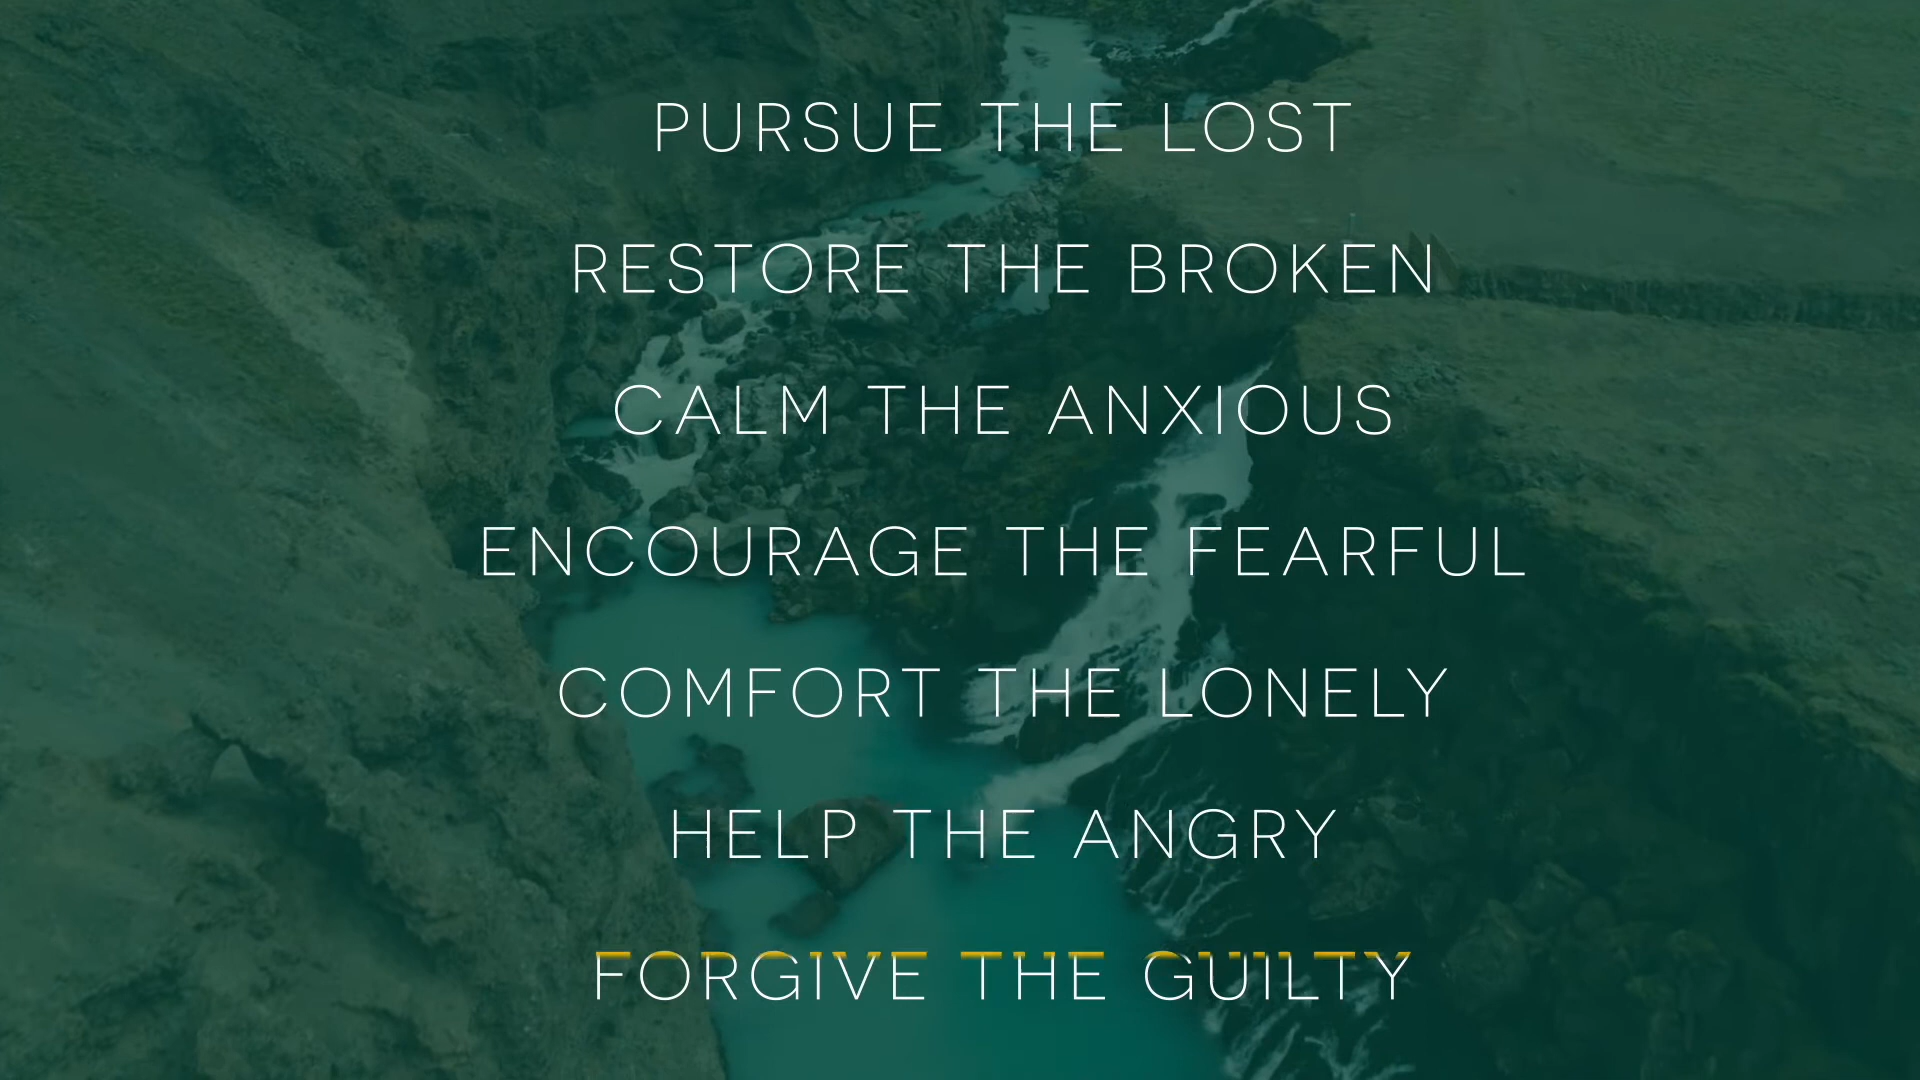 PURSUE THE LOST
RESTORE THE BROKEN
CALM THE ANXIOUS
ENCOURAGE THE FEARFUL
COMFORT THE LONELY
HELP THE ANGRY
FORGIVE THE GUILTY